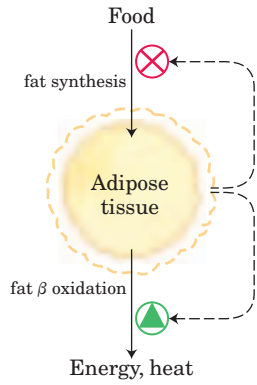 Food
fat synthesis
Adipose
tissue
fat β oxidation
Energy, heat